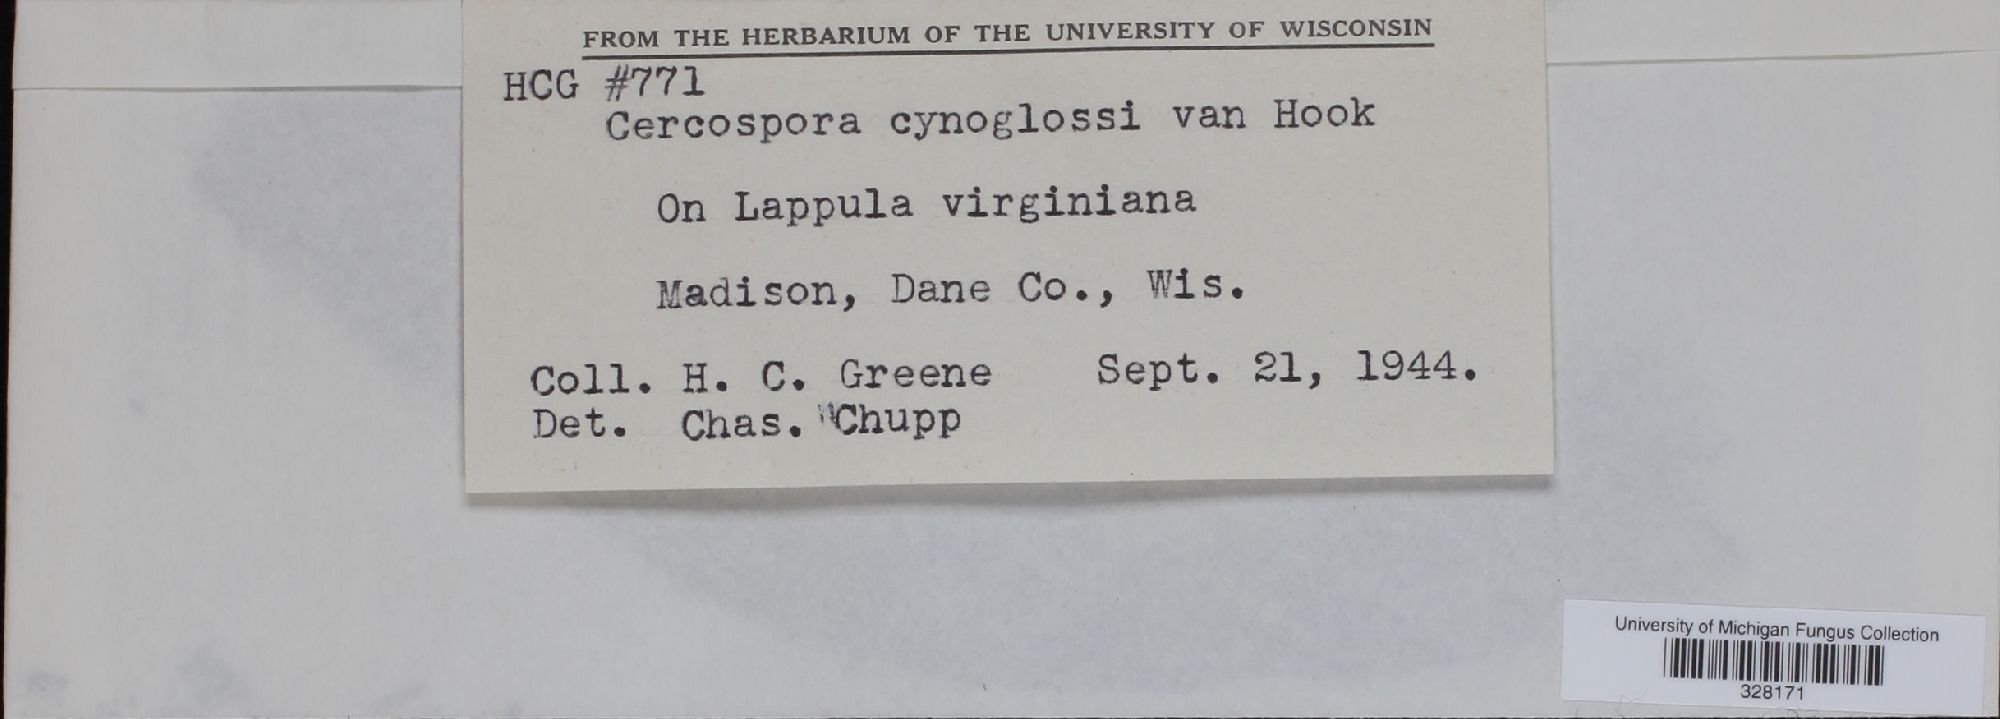 FROM THE HERBARIUM OF THE UNIVERSITY OF WISCONSIN
HCG #771
Cercospora cynoglossi van Hook
On Lappula virginiana
Madison, Dane Co., Wis.
Coll. H. C. Greene Sept. 21, 1944.
Det. Chas. Chupp
University of Michigan Fungus Collection
328171